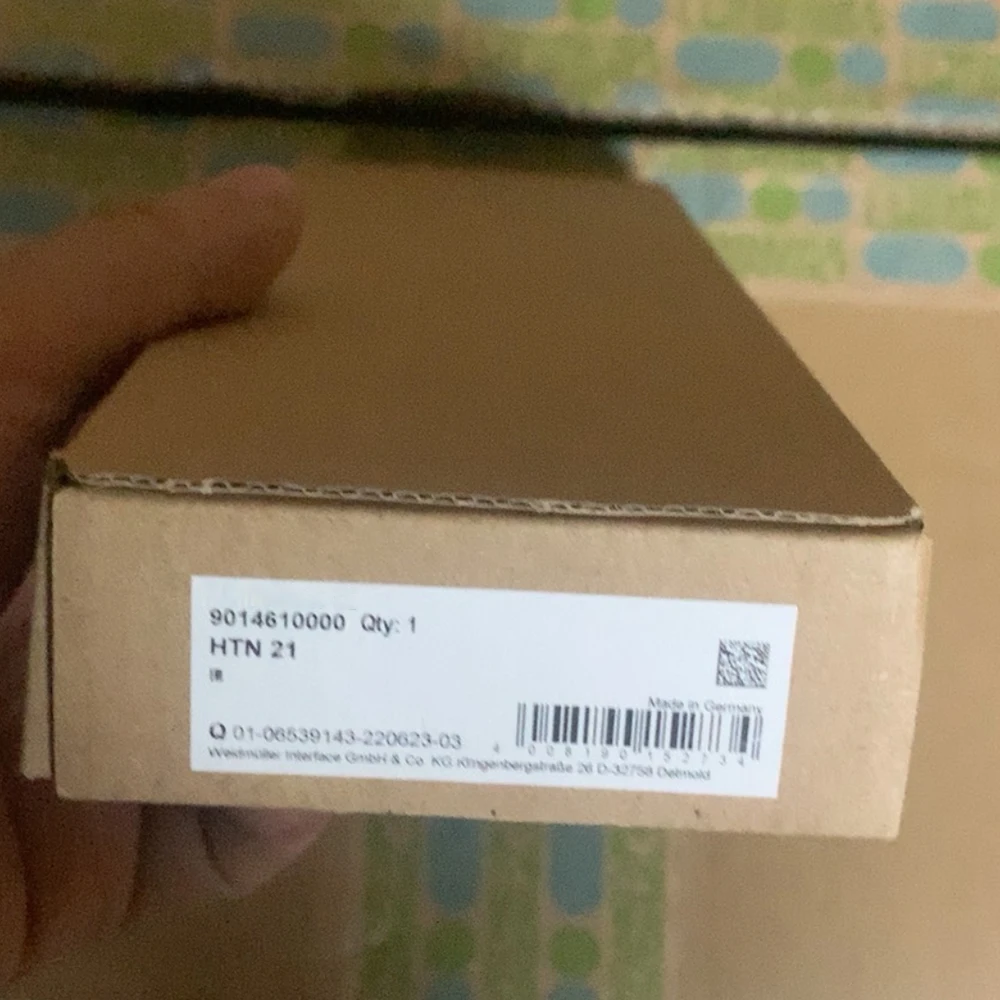 9014610000 Qty: 1
HTN 21
Made in Germany
Q 01-06539143-220623-03
4 008190 152734
Weidmüller Interface GmbH & Co. KG Klingenbergstraße 26 D-32758 Detmold